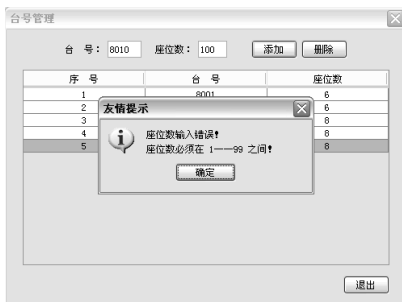 台号管理
台 号: 8010 座位数: 100 添加 删除
序 号 台 号 座位数
1 8001 6
2 6
3 8
4 8
5 8
友情提示
座位数输入错误!
座位数必须在 1——99 之间!
确定
退出